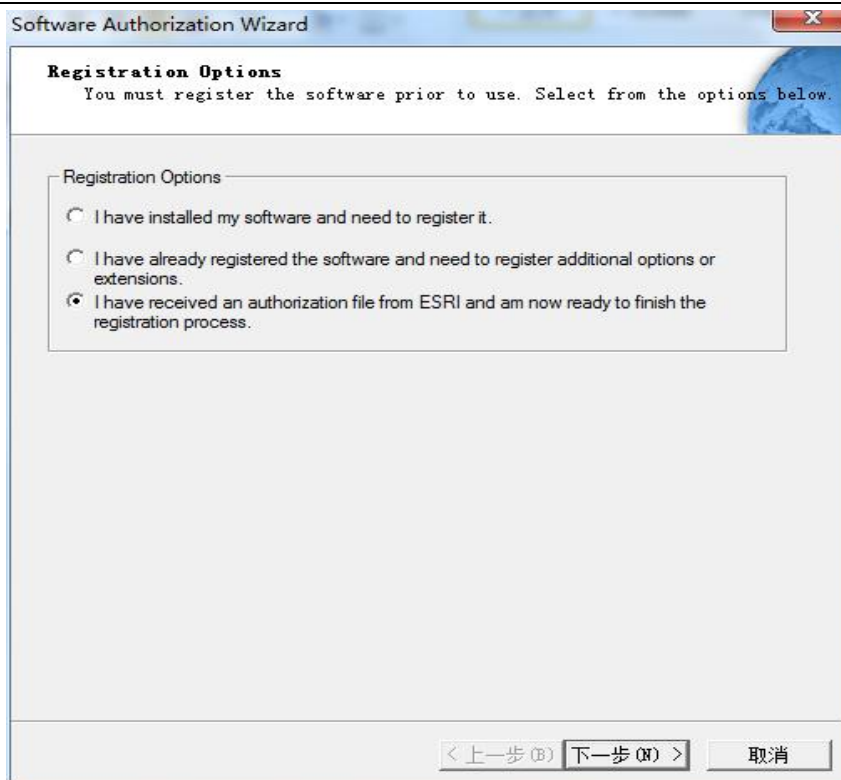 Software Authorization Wizard
Registration Options
You must register the software prior to use. Select from the options below.
Registration Options
I have installed my software and need to register it.
I have already registered the software and need to register additional options or
extensions.
I have received an authorization file from ESRI and am now ready to finish the
registration process.
< 上一步(B) 下一步(N) > 取消